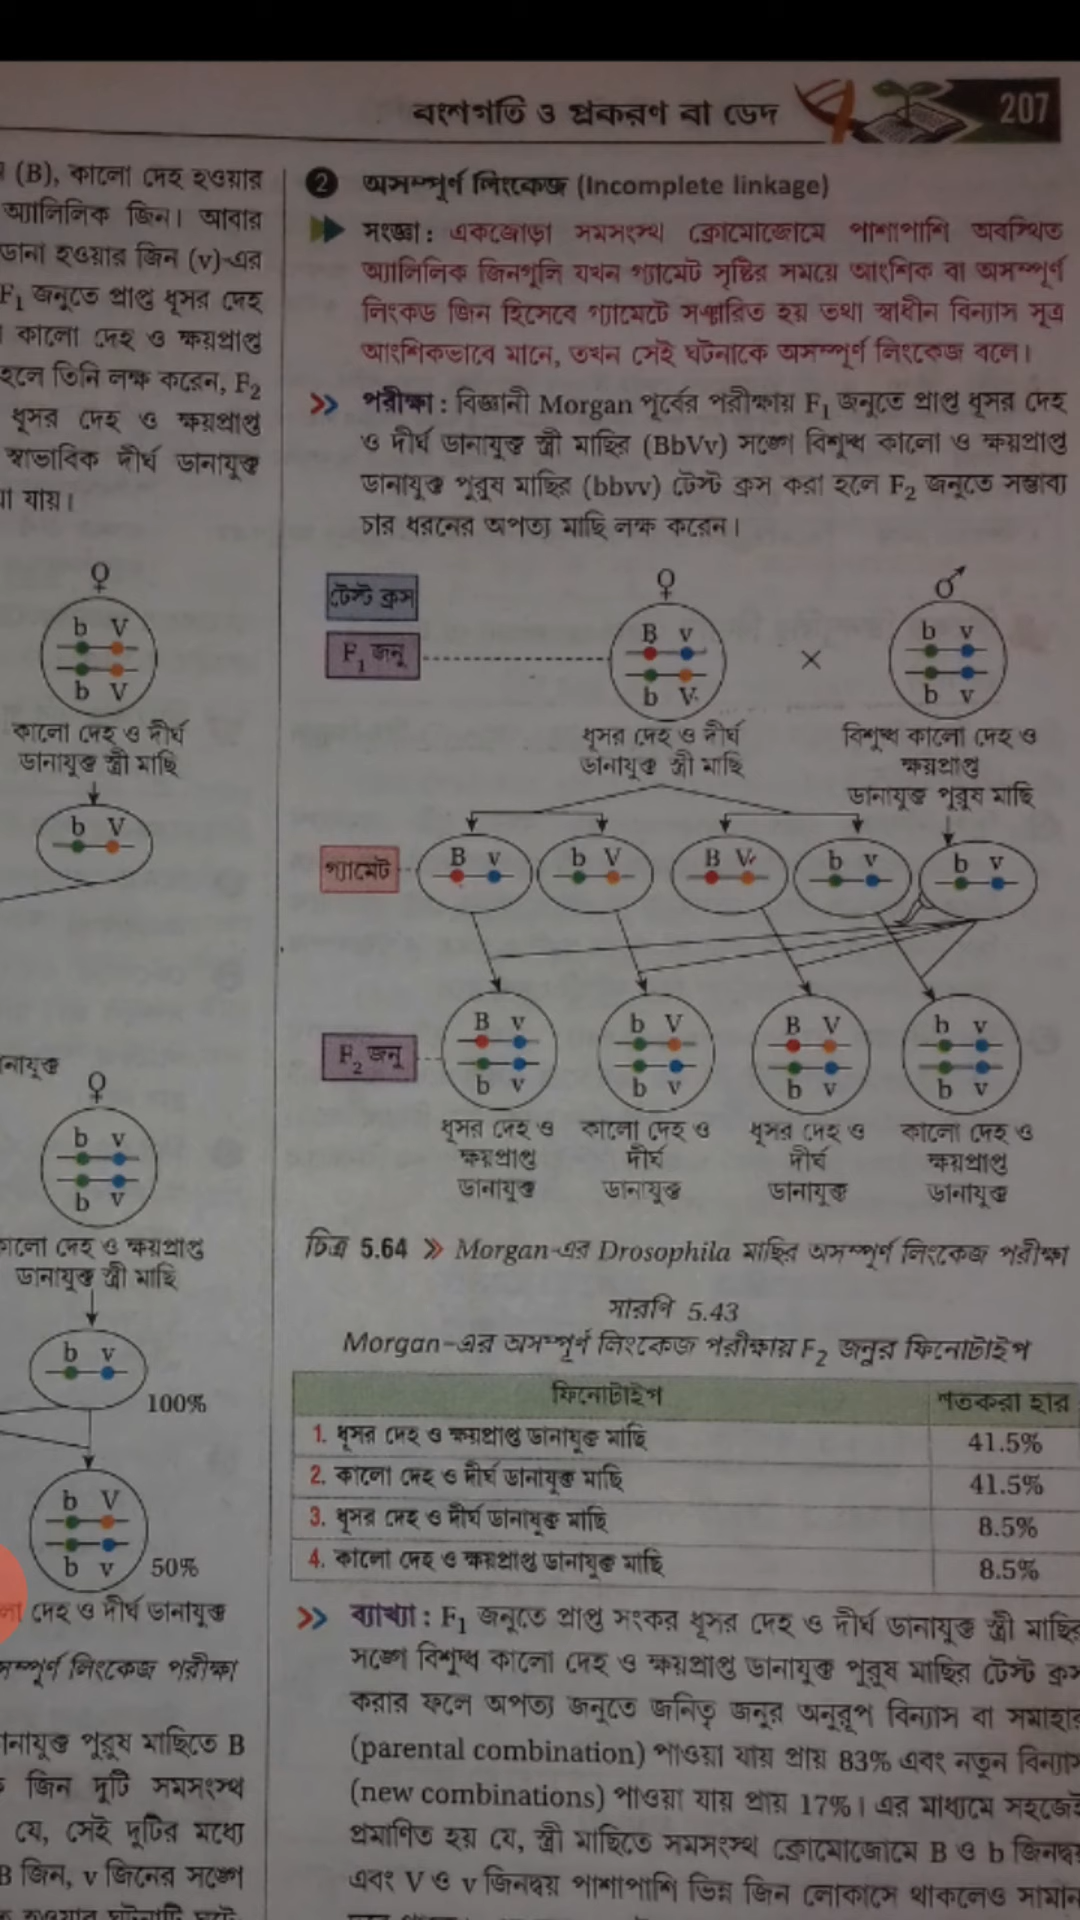 বংশগতি ও প্রকরণ বা ভেদ
207
(B), কালো দেহ হওয়ার
অ্যালিলিক জিন। আবার
ডানা হওয়ার জিন (v)-এর
F₁ জনুতে প্রাপ্ত ধূসর দেহ
কালো দেহ ও ক্ষয়প্রাপ্ত
হলে তিনি লক্ষ করেন, F₂
ধূসর দেহ ও ক্ষয়প্রাপ্ত
স্বাভাবিক দীর্ঘ ডানাযুক্ত
যায়।
♀
b V
b V
কালো দেহ ও দীর্ঘ
ডানাযুক্ত স্ত্রী মাছি
b V
♀
b v
b v
কালো দেহ ও ক্ষয়প্রাপ্ত
ডানাযুক্ত স্ত্রী মাছি
b v
100%
b V
b v
50%
দেহ ও দীর্ঘ ডানাযুক্ত
লিংকেজ পরীক্ষা
পুরুষ মাছিতে B
জিন দুটি সমসংস্থ
যে, সেই দুটির মধ্যে
B জিন, v জিনের সঙ্গে
2 অসম্পূর্ণ লিংকেজ (Incomplete linkage)
সংজ্ঞা : একজোড়া সমসংস্থ ক্রোমোজোমে পাশাপাশি অবস্থিত
অ্যালিলিক জিনগুলি যখন গ্যামেট সৃষ্টির সময়ে আংশিক বা অসম্পূর্ণ
লিংকড জিন হিসেবে গ্যামেটে সঞ্চারিত হয় তথা স্বাধীন বিন্যাস সূত্র
আংশিকভাবে মানে, তখন সেই ঘটনাকে অসম্পূর্ণ লিংকেজ বলে।
পরীক্ষা : বিজ্ঞানী Morgan পূর্বের পরীক্ষায় F₁ জনুতে প্রাপ্ত ধূসর দেহ
ও দীর্ঘ ডানাযুক্ত স্ত্রী মাছির (BbVv) সঙ্গে বিশুদ্ধ কালো ও ক্ষয়প্রাপ্ত
ডানাযুক্ত পুরুষ মাছির (bbvv) টেস্ট ক্রস করা হলে F₂ জনুতে সম্ভাব্য
চার ধরনের অপত্য মাছি লক্ষ করেন।
টেস্ট ক্রস
♀ ♂
F₁ জনু
B v × b v
b V b v
ধূসর দেহ ও দীর্ঘ
ডানাযুক্ত স্ত্রী মাছি
বিশুদ্ধ কালো দেহ ও
ক্ষয়প্রাপ্ত
ডানাযুক্ত পুরুষ মাছি
গ্যামেট B v b V B V b v b v
F₂ জনু
B v b V B V b v
b v b v b v b v
ধূসর দেহ ও কালো দেহ ও ধূসর দেহ ও কালো দেহ ও
ক্ষয়প্রাপ্ত দীর্ঘ দীর্ঘ ক্ষয়প্রাপ্ত
ডানাযুক্ত ডানাযুক্ত ডানাযুক্ত ডানাযুক্ত
চিত্র 5.64 » Morgan-এর Drosophila মাছির অসম্পূর্ণ লিংকেজ পরীক্ষা
সারণি 5.43
Morgan-এর অসম্পূর্ণ লিংকেজ পরীক্ষায় F₂ জনুর ফিনোটাইপ
ফিনোটাইপ শতকরা হার
1. ধূসর দেহ ও ক্ষয়প্রাপ্ত ডানাযুক্ত মাছি 41.5%
2. কালো দেহ ও দীর্ঘ ডানাযুক্ত মাছি 41.5%
3. ধূসর দেহ ও দীর্ঘ ডানাযুক্ত মাছি 8.5%
4. কালো দেহ ও ক্ষয়প্রাপ্ত ডানাযুক্ত মাছি 8.5%
ব্যাখ্যা : F₁ জনুতে প্রাপ্ত সংকর ধূসর দেহ ও দীর্ঘ ডানাযুক্ত স্ত্রী মাছির
সঙ্গে বিশুদ্ধ কালো দেহ ও ক্ষয়প্রাপ্ত ডানাযুক্ত পুরুষ মাছির টেস্ট ক্রস
করার ফলে অপত্য জনুতে জনিতৃ জনুর অনুরূপ বিন্যাস বা সমাহার
(parental combination) পাওয়া যায় প্রায় 83% এবং নতুন বিন্যাস
(new combinations) পাওয়া যায় প্রায় 17%। এর মাধ্যমে সহজেই
প্রমাণিত হয় যে, স্ত্রী মাছিতে সমসংস্থ ক্রোমোজোমে B ও b জিনদ্বয়
এবং V ও v জিনদ্বয় পাশাপাশি ভিন্ন জিন লোকাসে থাকলেও